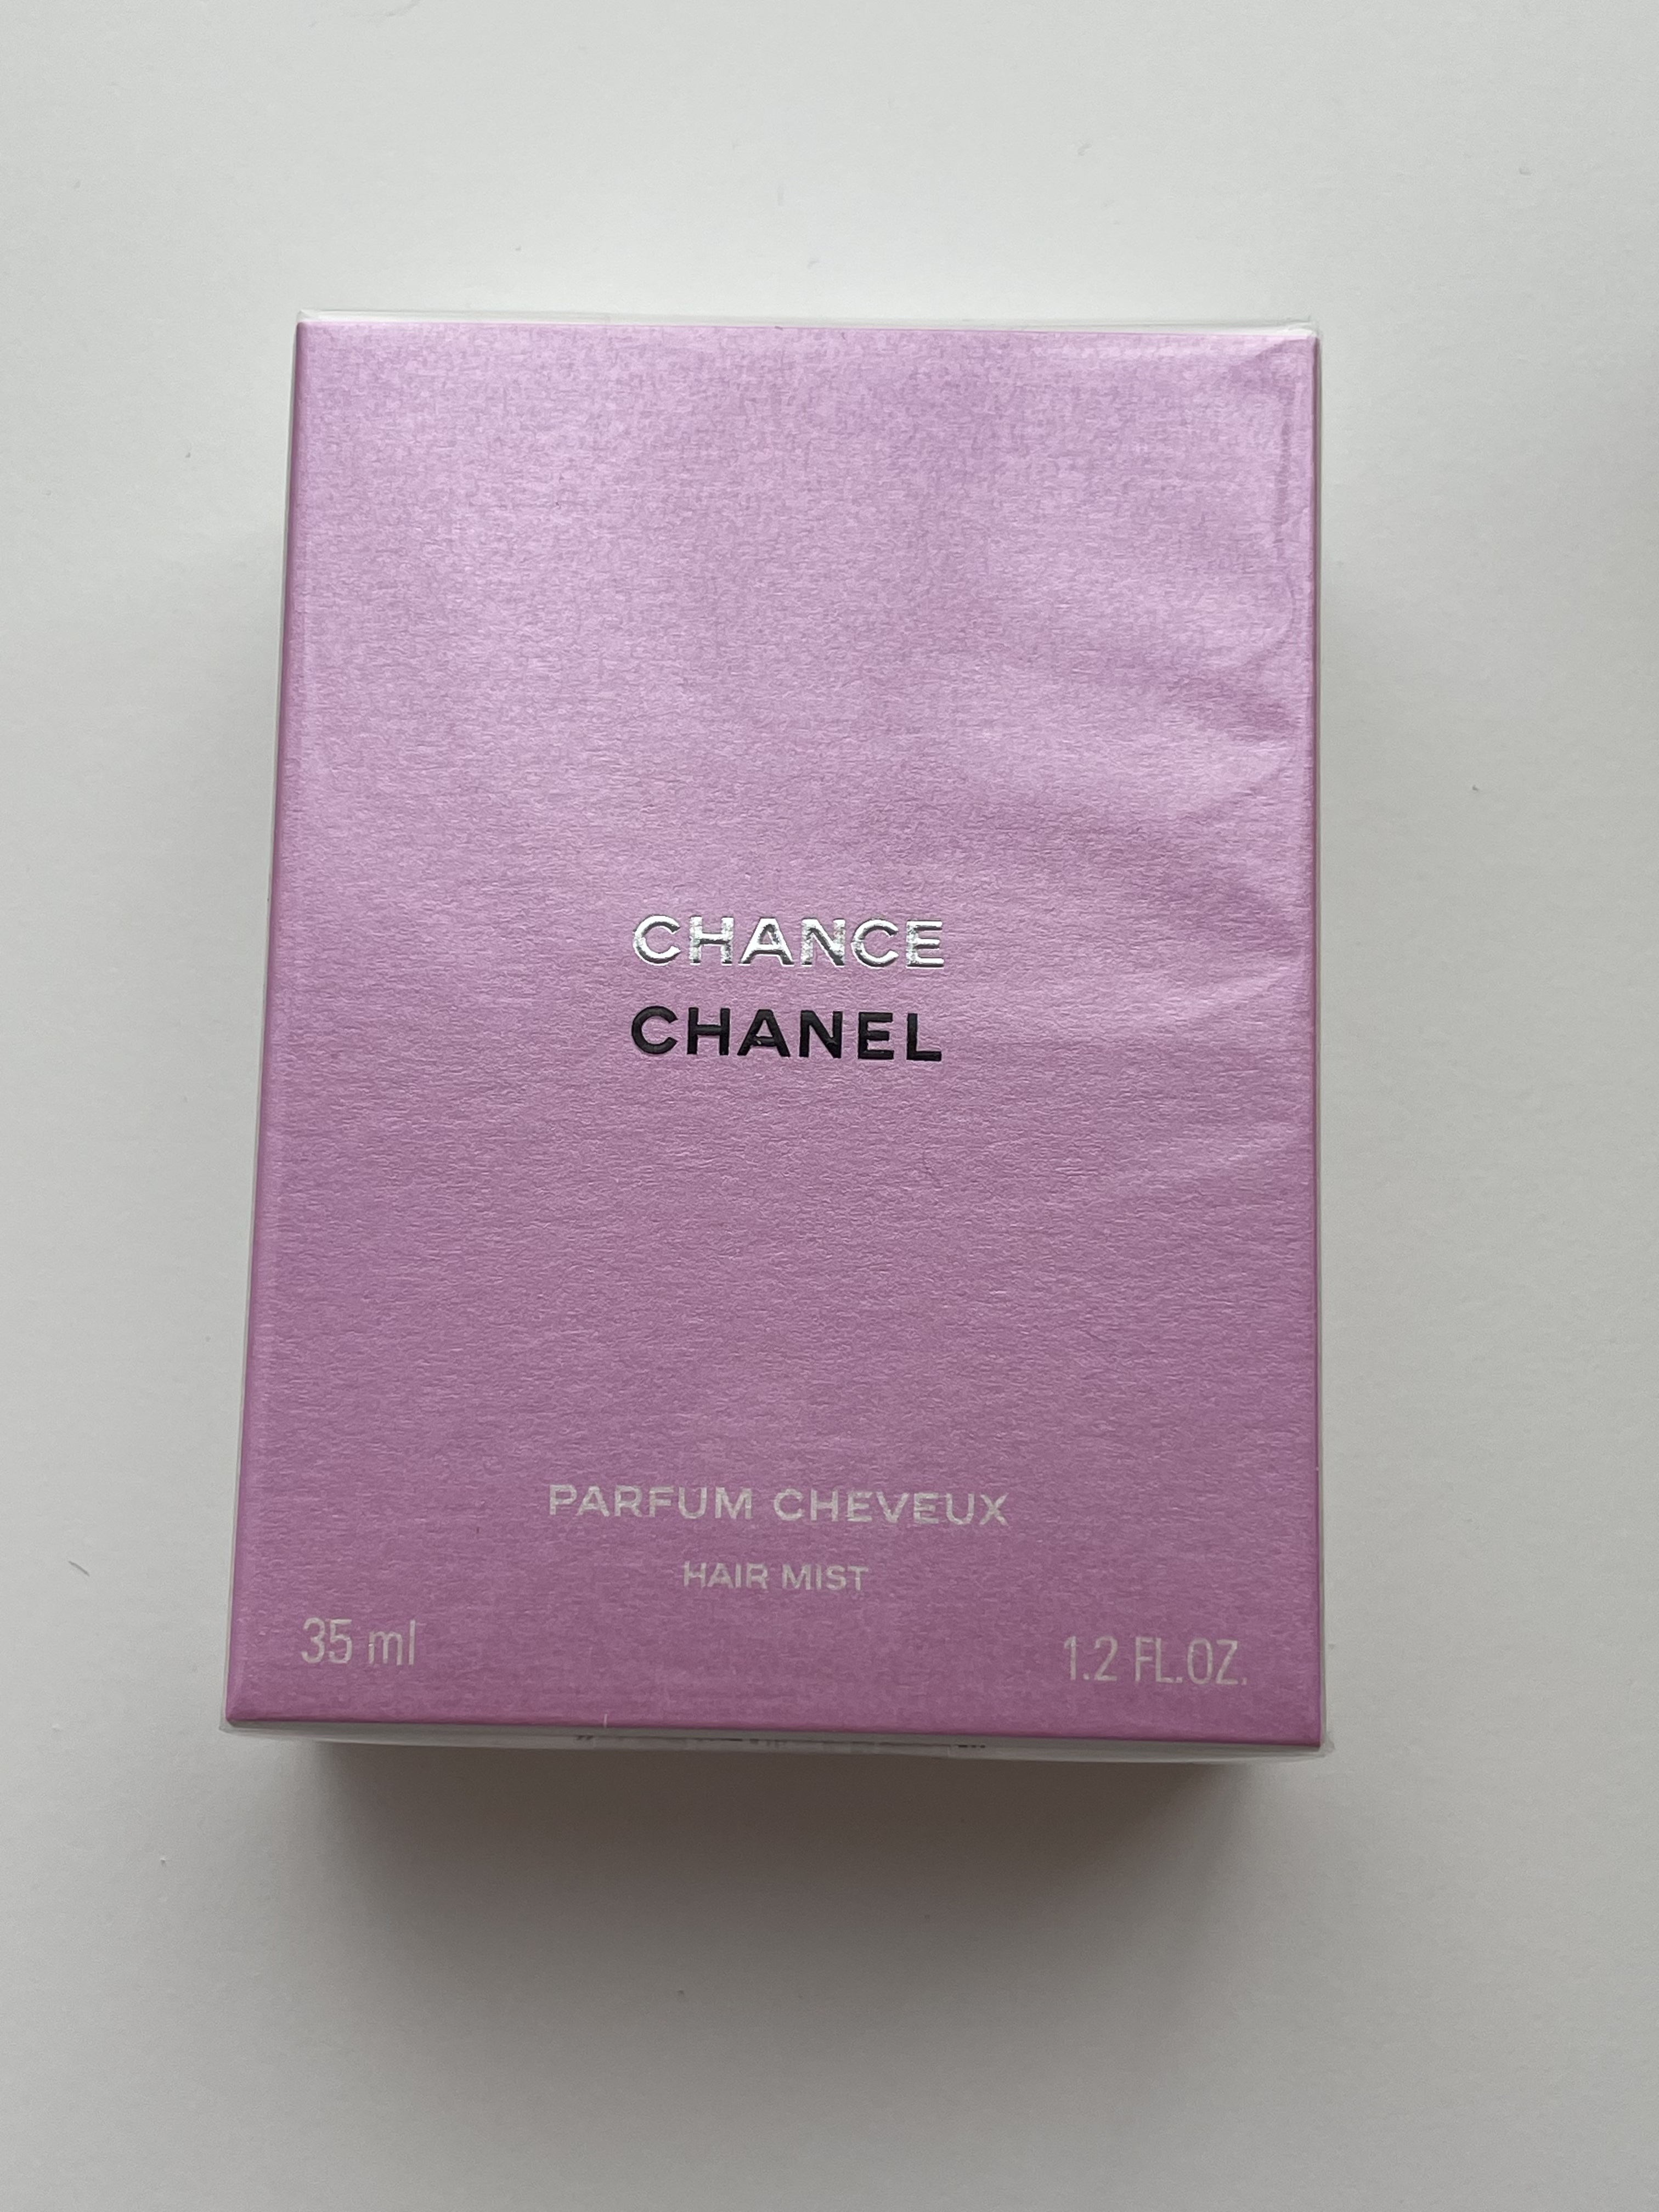 CHANCE
CHANEL
PARFUM CHEVEUX
HAIR MIST
35 ml
1.2 FL.OZ.